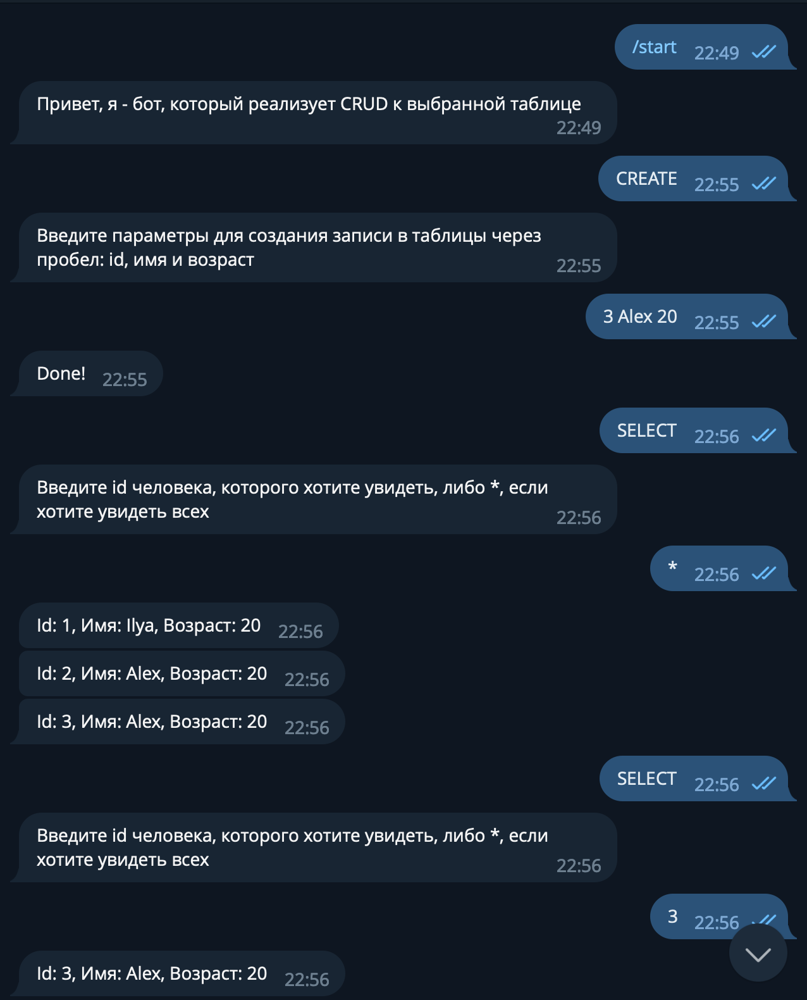 /start 22:49
Привет, я - бот, который реализует CRUD к выбранной таблице
22:49
CREATE 22:55
Введите параметры для создания записи в таблицы через
пробел: id, имя и возраст 22:55
3 Alex 20 22:55
Done! 22:55
SELECT 22:56
Введите id человека, которого хотите увидеть, либо *, если
хотите увидеть всех 22:56
* 22:56
Id: 1, Имя: Ilya, Возраст: 20 22:56
Id: 2, Имя: Alex, Возраст: 20 22:56
Id: 3, Имя: Alex, Возраст: 20 22:56
SELECT 22:56
Введите id человека, которого хотите увидеть, либо *, если
хотите увидеть всех 22:56
3 22:56
Id: 3, Имя: Alex, Возраст: 20 22:56